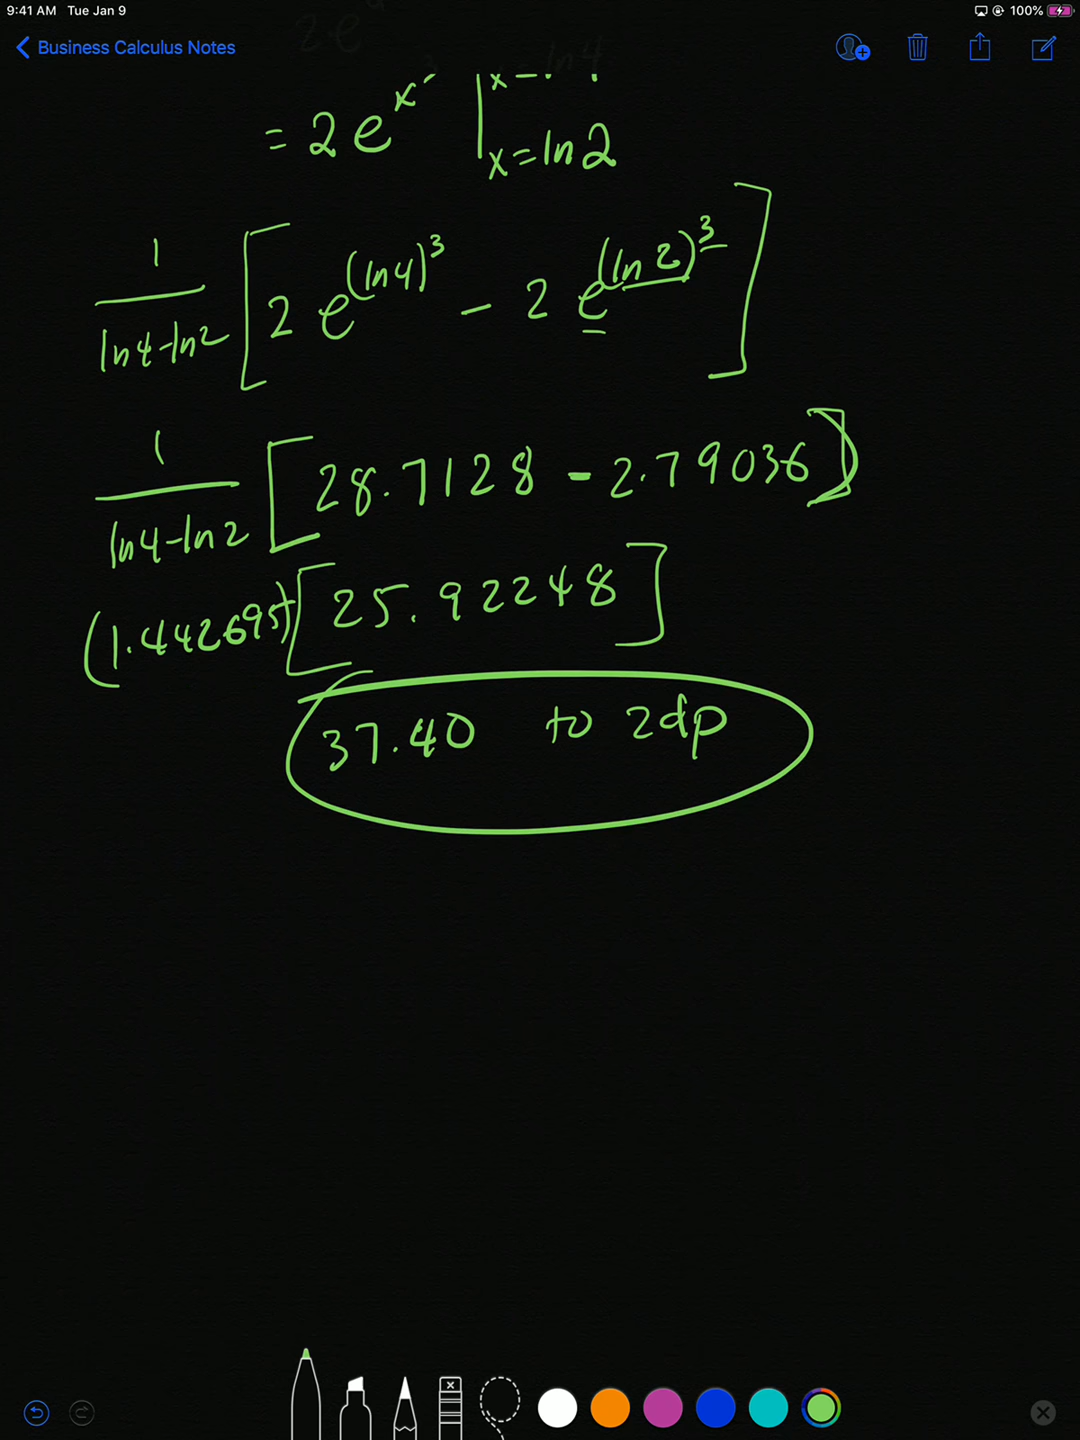 9:41 AM Tue Jan 9 100%
Business Calculus Notes
= 2e^x | x=
x=ln2
1/(ln4-ln2) [2e^(ln4)^3 - 2e^(ln2)^3]
1/(ln4-ln2) [28.7128 - 2.79036]
(1.442695)[25.92248]
37.40 to 2dp